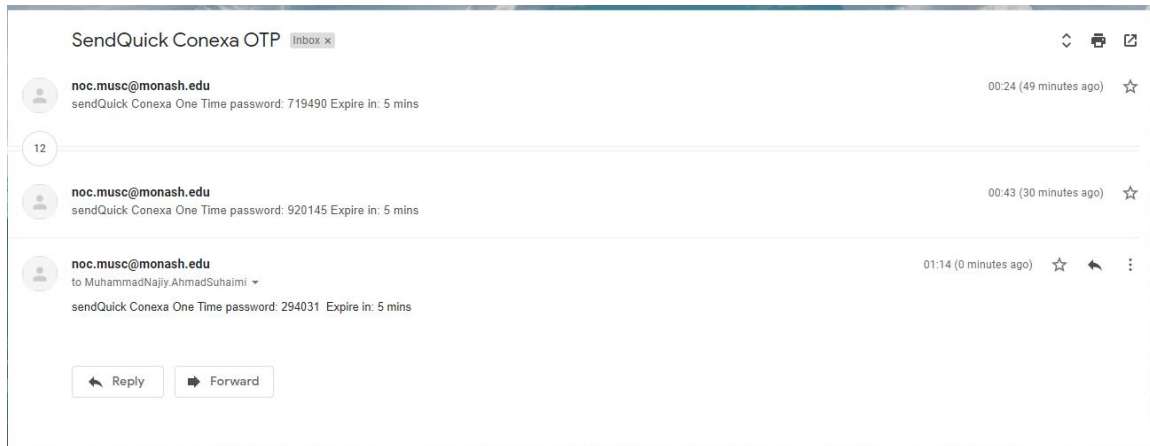 SendQuick Conexa OTP Inbox x
noc.musc@monash.edu 00:24 (49 minutes ago)
sendQuick Conexa One Time password: 719490 Expire in: 5 mins
12
noc.musc@monash.edu 00:43 (30 minutes ago)
sendQuick Conexa One Time password: 920145 Expire in: 5 mins
noc.musc@monash.edu 01:14 (0 minutes ago)
to MuhammadNajiy.AhmadSuhaimi
sendQuick Conexa One Time password: 294031 Expire in: 5 mins
Reply Forward